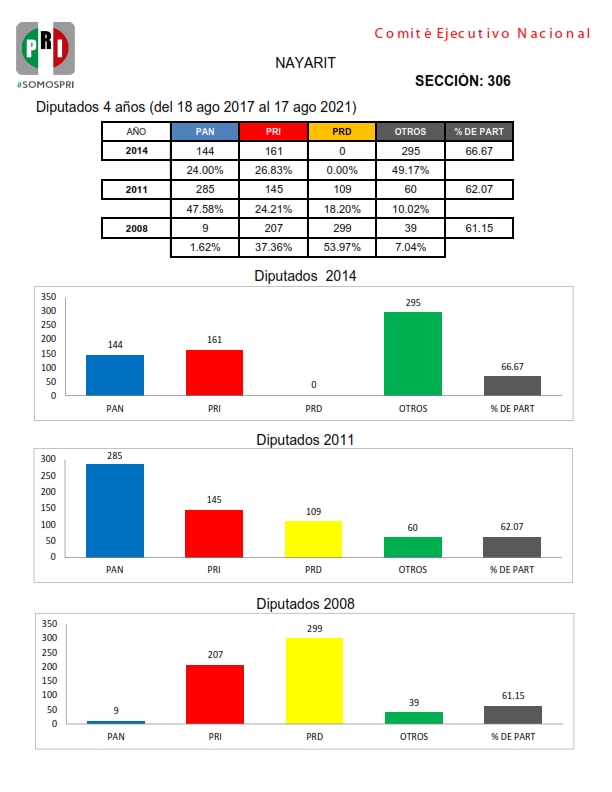 Comité Ejecutivo Nacional
PRI
#SOMOSPRI
NAYARIT
SECCIÓN: 306
Diputados 4 años (del 18 ago 2017 al 17 ago 2021)
AÑO PAN PRI PRD OTROS % DE PART
2014 144 161 0 295 66.67
24.00% 26.83% 0.00% 49.17%
2011 285 145 109 60 62.07
47.58% 24.21% 18.20% 10.02%
2008 9 207 299 39 61.15
1.62% 37.36% 53.97% 7.04%
Diputados 2014
350
300
250
200
150
100
50
0
144 161 0 295 66.67
PAN PRI PRD OTROS % DE PART
Diputados 2011
300
250
200
150
100
50
0
285 145 109 60 62.07
PAN PRI PRD OTROS % DE PART
Diputados 2008
350
300
250
200
150
100
50
0
9 207 299 39 61.15
PAN PRI PRD OTROS % DE PART